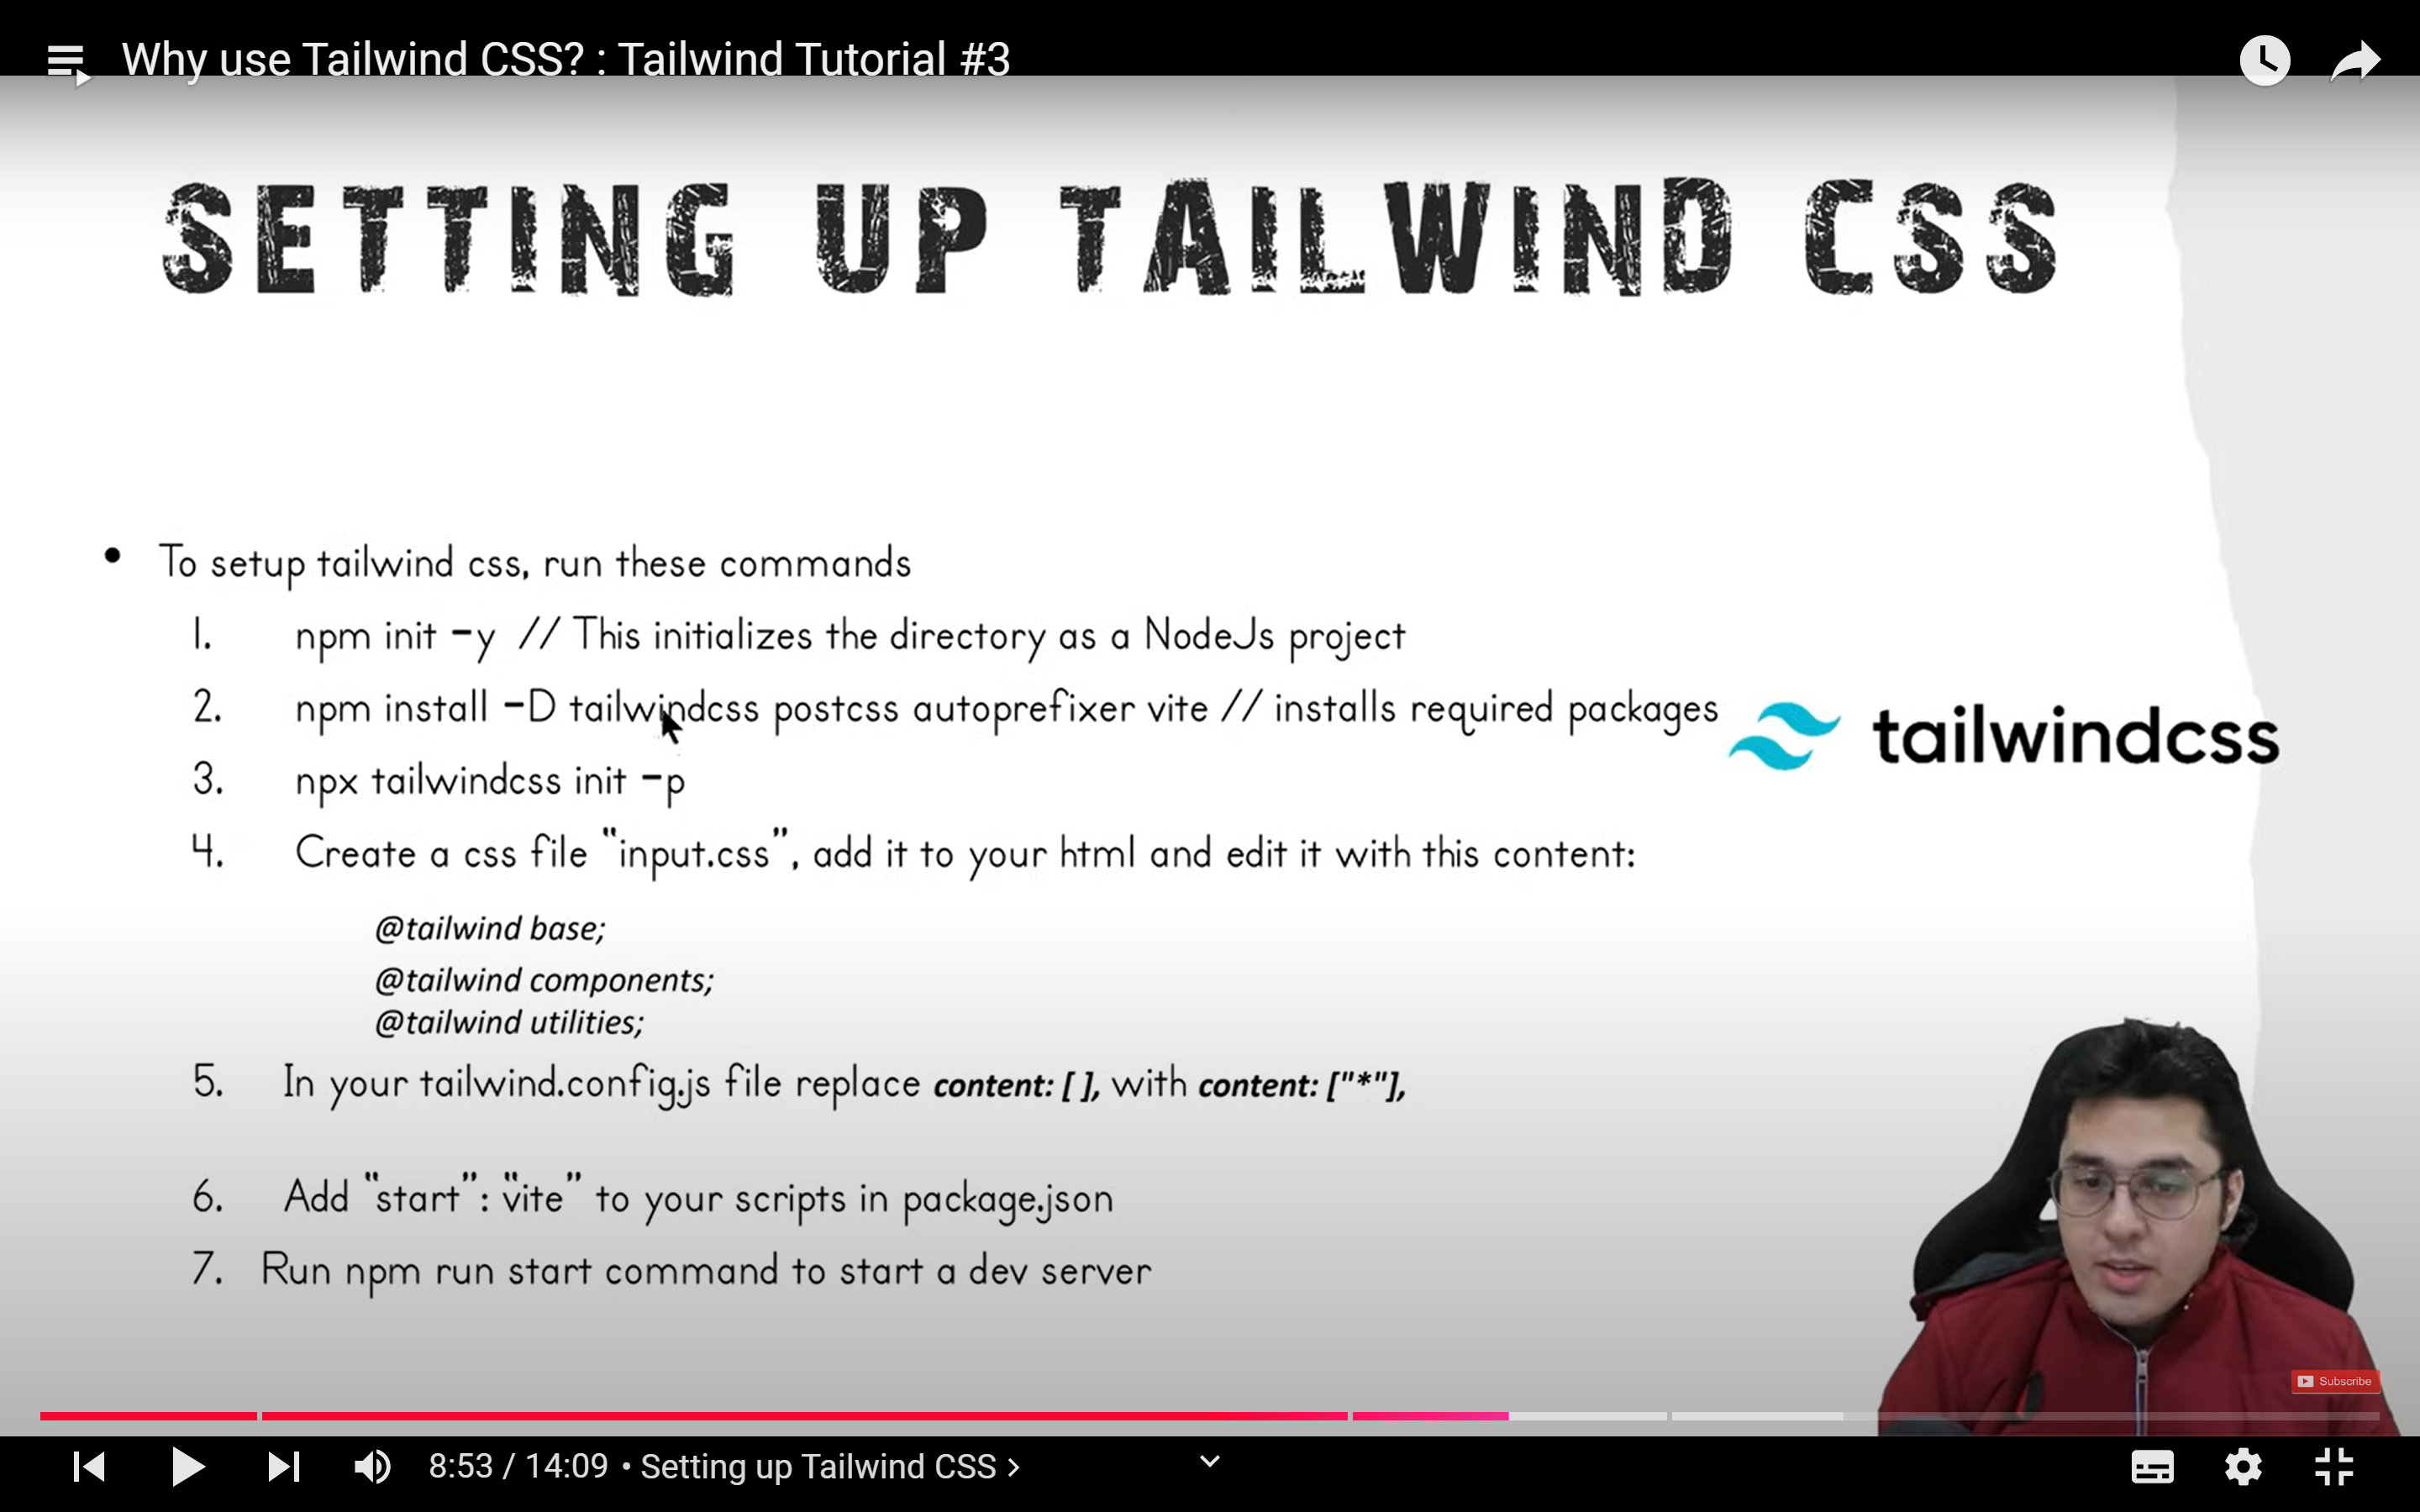 Why use Tailwind CSS? : Tailwind Tutorial #3
SETTING UP TAILWIND CSS
• To setup tailwind css, run these commands
1. npm init -y // This initializes the directory as a NodeJs project
2. npm install -D tailwindcss postcss autoprefixer vite // installs required packages
tailwindcss
3. npx tailwindcss init -p
4. Create a css file “input.css”, add it to your html and edit it with this content:
@tailwind base;
@tailwind components;
@tailwind utilities;
5. In your tailwind.config.js file replace content: [ ], with content: ["*"],
6. Add “start”: “vite” to your scripts in package.json
7. Run npm run start command to start a dev server
Subscribe
8:53 / 14:09 • Setting up Tailwind CSS >